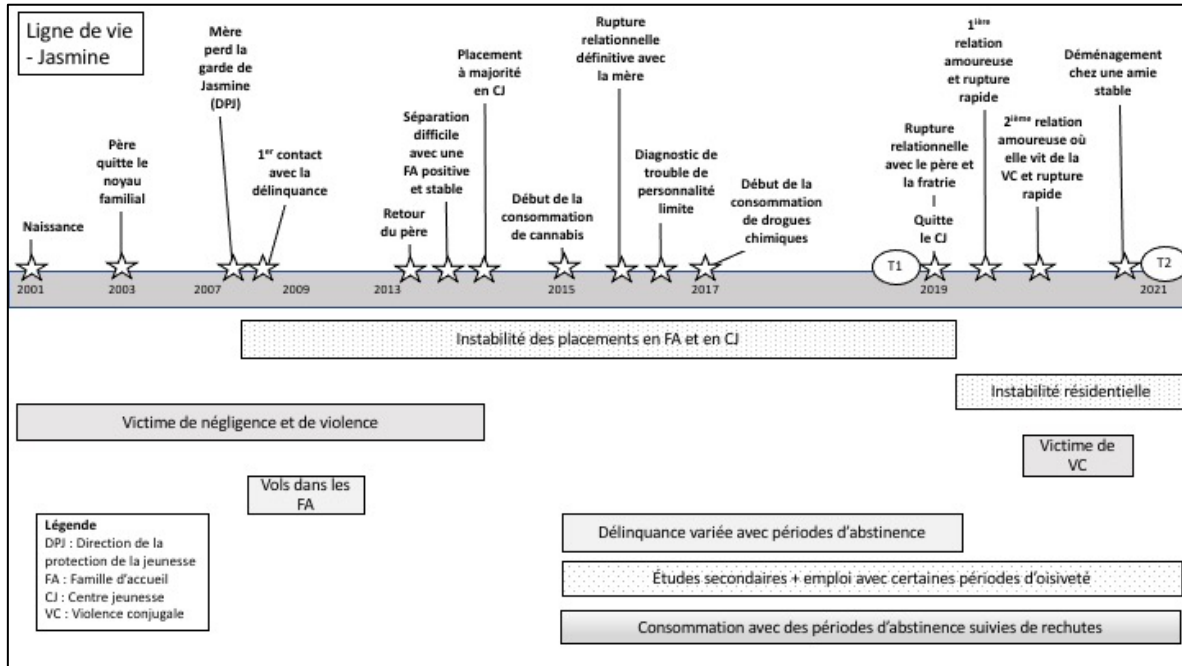 Ligne de vie
- Jasmine
Naissance
Père
quitte le
noyau
familial
Mère
perd la
garde de
Jasmine
(DPJ)
1er contact
avec la
délinquance
Retour
du père
Séparation
difficile
avec une
FA positive
et stable
Placement
à majorité
en CJ
Début de la
consommation
de cannabis
Rupture
relationnelle
définitive avec
la mère
Diagnostic de
trouble de
personnalité
limite
Début de la
consommation
de drogues
chimiques
Rupture
relationnelle
avec le père et
la fratrie
Quitte
le CJ
1ière
relation
amoureuse
et rupture
rapide
2ième relation
amoureuse où
elle vit de la
VC et rupture
rapide
Déménagement
chez une amie
stable
T1
T2
2001 2003 2007 2009 2013 2015 2017 2019 2021
Instabilité des placements en FA et en CJ
Instabilité résidentielle
Victime de négligence et de violence
Victime de
VC
Vols dans les
FA
Délinquance variée avec périodes d'abstinence
Études secondaires + emploi avec certaines périodes d'oisiveté
Consommation avec des périodes d'abstinence suivies de rechutes
Légende
DPJ : Direction de la
protection de la jeunesse
FA : Famille d'accueil
CJ : Centre jeunesse
VC : Violence conjugale